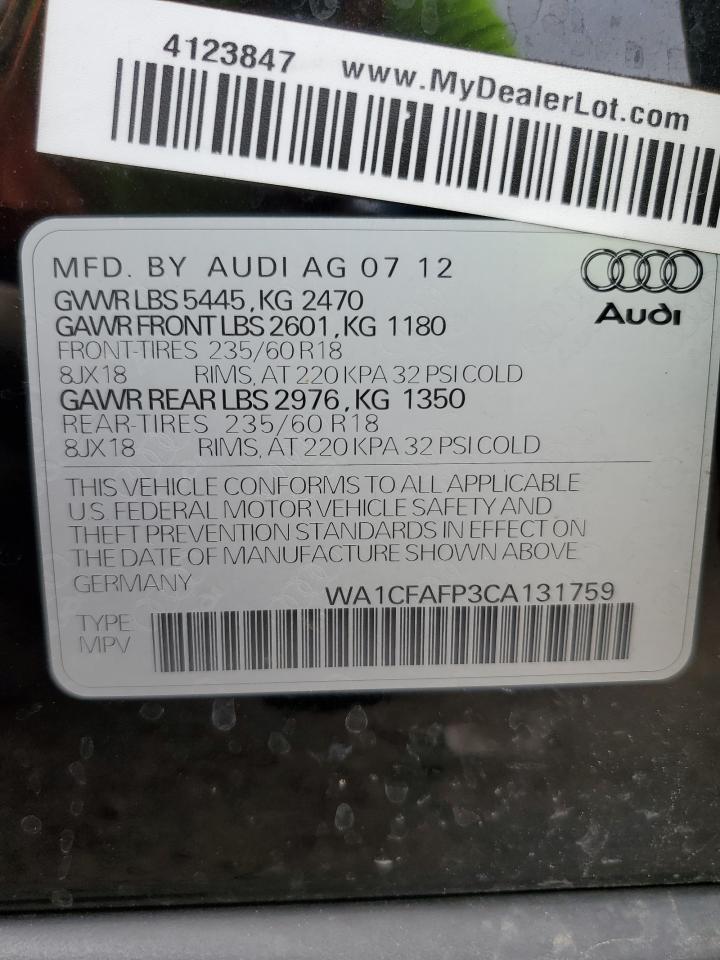 4123847 www.MyDealerLot.com
MFD. BY AUDI AG 07 12
Audi
GVWR LBS 5445, KG 2470
GAWR FRONT LBS 2601, KG 1180
FRONT-TIRES 235/60 R18
8JX18 RIMS, AT 220 KPA 32 PSI COLD
GAWR REAR LBS 2976, KG 1350
REAR-TIRES 235/60 R18
8JX18 RIMS, AT 220 KPA 32 PSI COLD
THIS VEHICLE CONFORMS TO ALL APPLICABLE
U.S. FEDERAL MOTOR VEHICLE SAFETY AND
THEFT PREVENTION STANDARDS IN EFFECT ON
THE DATE OF MANUFACTURE SHOWN ABOVE
GERMANY WA1CFAFP3CA131759
TYPE
MPV